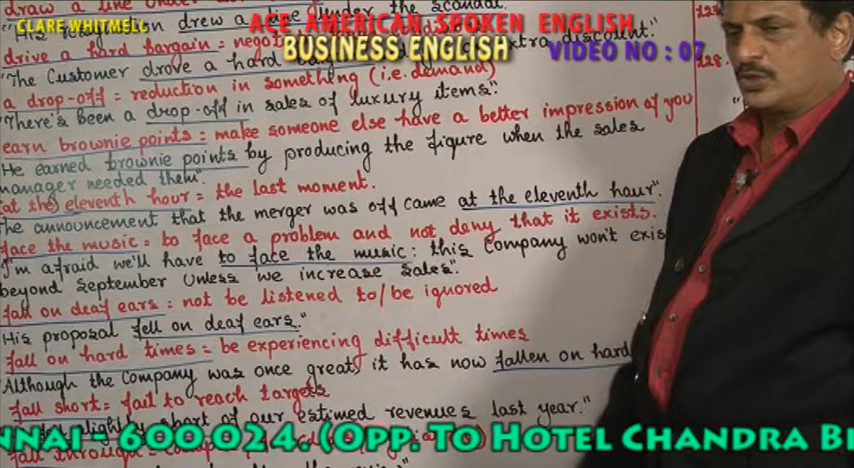 draw a line under the scandal
CLARE WHITMELL
ACE AMERICAN SPOKEN ENGLISH
BUSINESS ENGLISH
VIDEO NO : 07
"His drew a line under the scandal."
drive a hard bargain =
extra discount."
"The Customer drove a hard
a drop-off = reduction in something (i.e. demand)
"There's been a drop-off in sales of luxury items."
earn brownie points = make someone else have a better impression of you
He earned brownie points by producing the figure when the sales
manager needed them".
at the eleventh hour = the last moment.
The announcement that the merger was off came at the eleventh hour".
face the music = to face a problem and not deny that it exists.
I'm afraid we'll have to face the music: this company won't exis
beyond September unless we increase sales".
fall on deaf ears : not be listened to/be ignored
His proposal fell on deaf ears."
fall on hard times = be experiencing difficult times
"Although the company was once great, it has now fallen on hard
fall short = fail to reach targets
short of our estimed revenues last year."
NNAI - 600 024. (OPP. TO HOTEL CHANDRA B
fall through =
128.